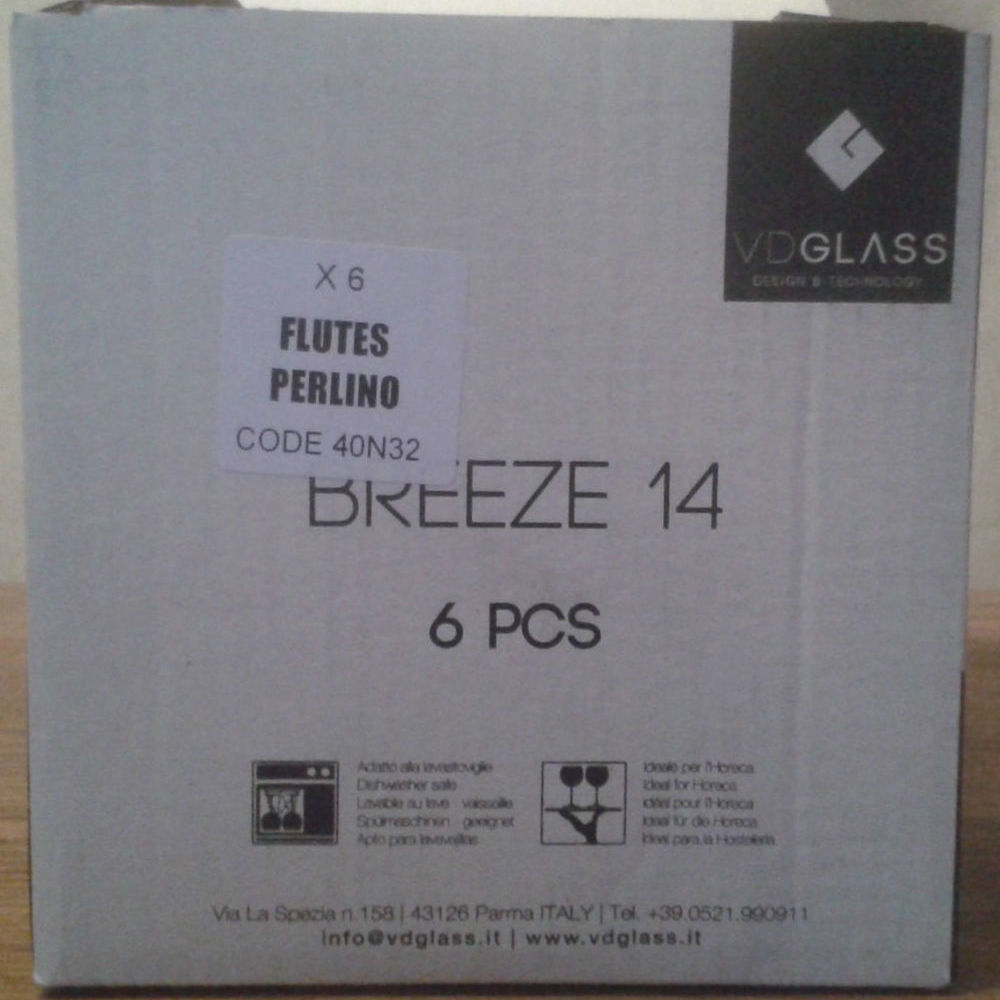 VDGLASS
DESIGN & TECHNOLOGY
X 6
FLUTES
PERLINO
CODE 40N32
BREEZE 14
6 PCS
Adatto alla lavastoviglie
Dishwasher safe
Lavable au lave - vaisselle
Spülmaschinen - geeignet
Apto para lavavajillas
Ideale per l'Horeca
Ideal for Horeca
Idéal pour l'Horeca
Ideal für die Horeca
Ideal para la Hostelería
Via La Spezia n.158 | 43126 Parma ITALY | Tel. +39.0521.990911
info@vdglass.it | www.vdglass.it